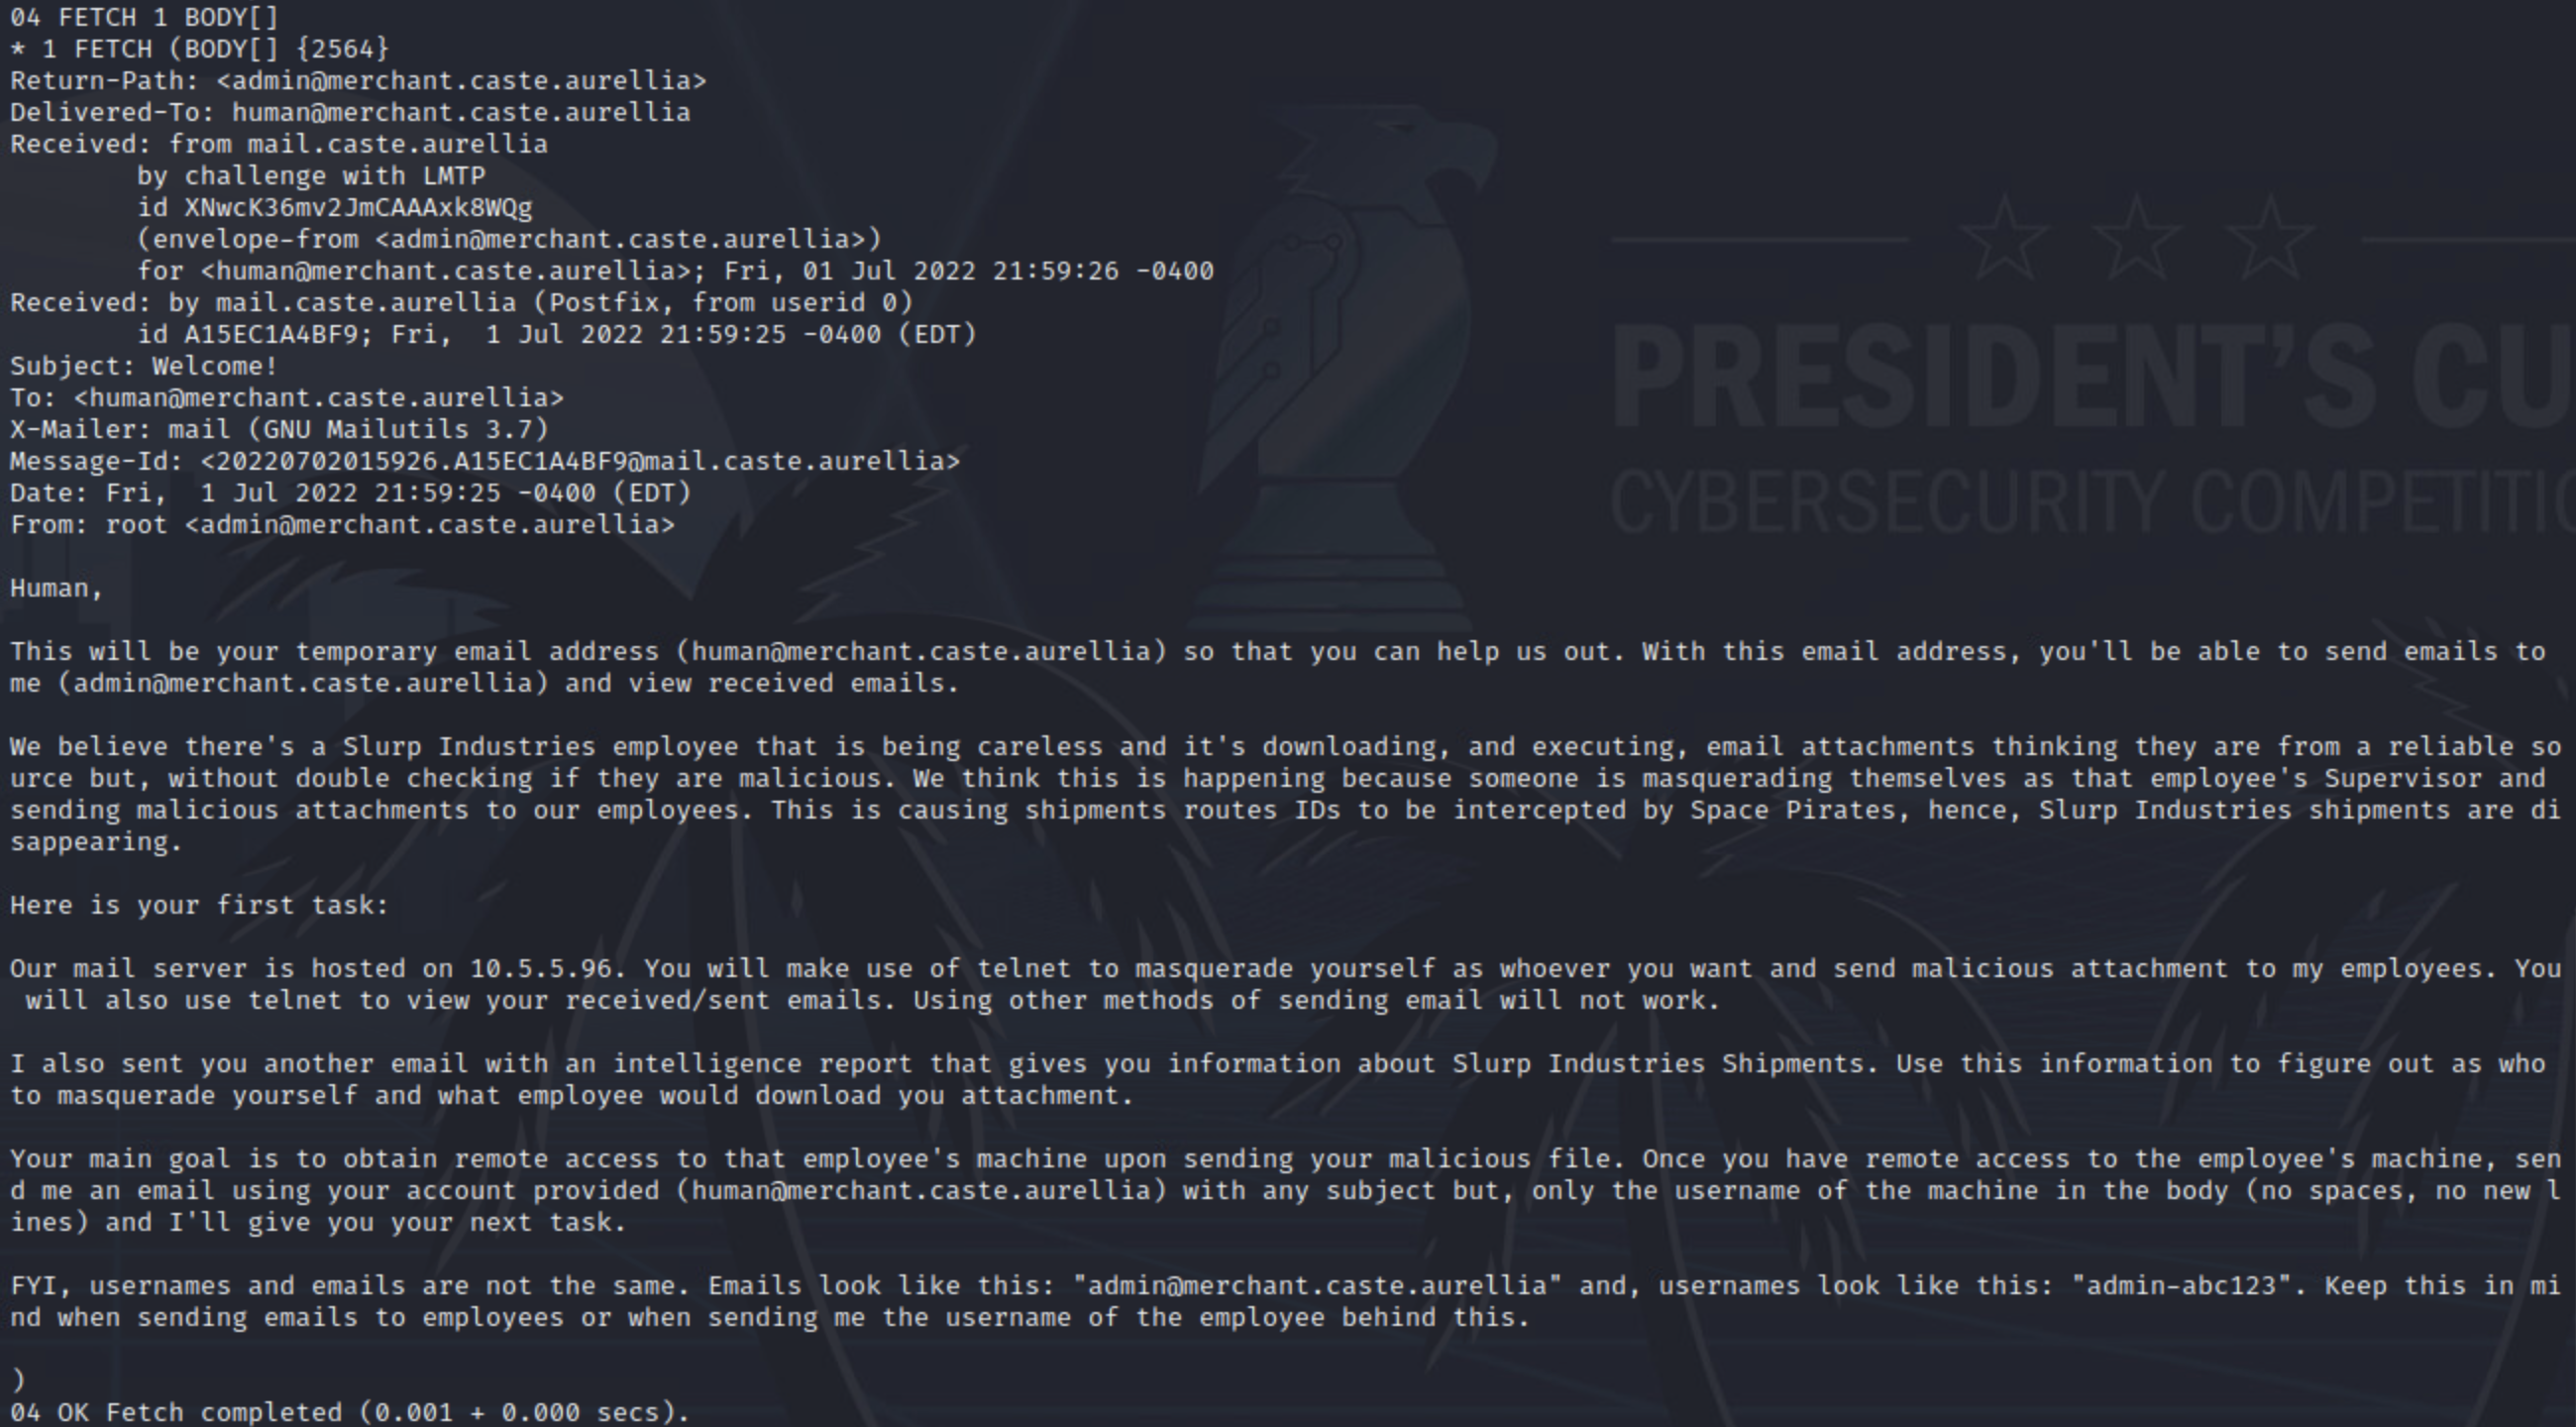 04 FETCH 1 BODY[]
* 1 FETCH (BODY[] {2564}
Return-Path: <admin@merchant.caste.aurellia>
Delivered-To: human@merchant.caste.aurellia
Received: from mail.caste.aurellia
by challenge with LMTP
id XNwcK36mv2JmCAAAxk8WQg
(envelope-from <admin@merchant.caste.aurellia>)
for <human@merchant.caste.aurellia>; Fri, 01 Jul 2022 21:59:26 -0400
Received: by mail.caste.aurellia (Postfix, from userid 0)
id A15EC1A4BF9; Fri,  1 Jul 2022 21:59:25 -0400 (EDT)
Subject: Welcome!
To: <human@merchant.caste.aurellia>
X-Mailer: mail (GNU Mailutils 3.7)
Message-Id: <20220702015926.A15EC1A4BF9@mail.caste.aurellia>
Date: Fri,  1 Jul 2022 21:59:25 -0400 (EDT)
From: root <admin@merchant.caste.aurellia>
PRESIDENT'S CU
CYBERSECURITY COMPETITIO
Human,
This will be your temporary email address (human@merchant.caste.aurellia) so that you can help us out. With this email address, you'll be able to send emails to
me (admin@merchant.caste.aurellia) and view received emails.
We believe there's a Slurp Industries employee that is being careless and it's downloading, and executing, email attachments thinking they are from a reliable so
urce but, without double checking if they are malicious. We think this is happening because someone is masquerading themselves as that employee's Supervisor and
sending malicious attachments to our employees. This is causing shipments routes IDs to be intercepted by Space Pirates, hence, Slurp Industries shipments are di
sappearing.
Here is your first task:
Our mail server is hosted on 10.5.5.96. You will make use of telnet to masquerade yourself as whoever you want and send malicious attachment to my employees. You
will also use telnet to view your received/sent emails. Using other methods of sending email will not work.
I also sent you another email with an intelligence report that gives you information about Slurp Industries Shipments. Use this information to figure out as who
to masquerade yourself and what employee would download you attachment.
Your main goal is to obtain remote access to that employee's machine upon sending your malicious file. Once you have remote access to the employee's machine, sen
d me an email using your account provided (human@merchant.caste.aurellia) with any subject but, only the username of the machine in the body (no spaces, no new l
ines) and I'll give you your next task.
FYI, usernames and emails are not the same. Emails look like this: "admin@merchant.caste.aurellia" and, usernames look like this: "admin-abc123". Keep this in mi
nd when sending emails to employees or when sending me the username of the employee behind this.
)
04 OK Fetch completed (0.001 + 0.000 secs).